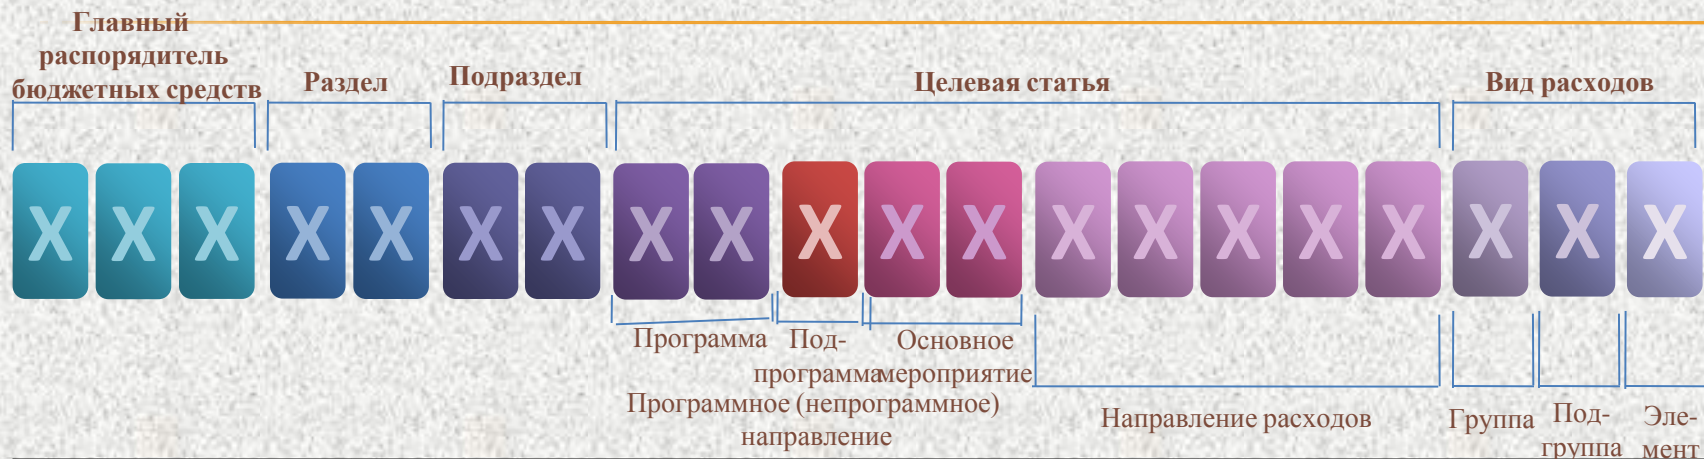 Главный
распорядитель
бюджетных средств
Раздел
Подраздел
Целевая статья
Вид расходов
X X X X X X X X X X X X X X X X X X X X
Программа
Под-
программа
Основное
мероприятие
Программное (непрограммное)
направление
Направление расходов
Группа
Под-
группа
Эле-
мент